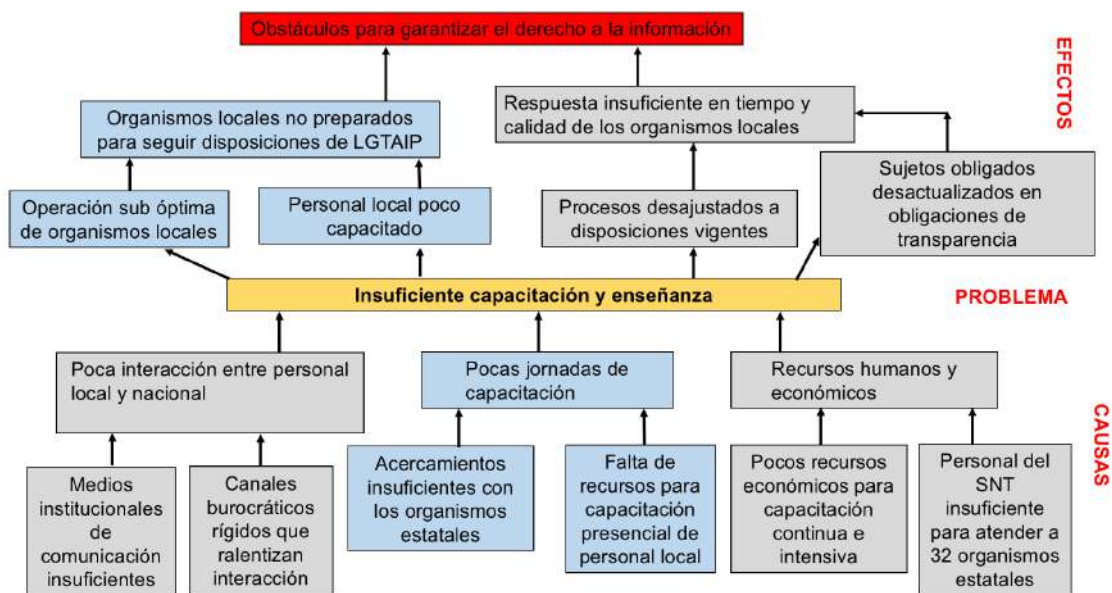 Obstáculos para garantizar el derecho a la información
EFECTOS
Organismos locales no preparados
para seguir disposiciones de LGTAIP
Respuesta insuficiente en tiempo y
calidad de los organismos locales
Operación sub óptima
de organismos locales
Personal local poco
capacitado
Procesos desajustados a
disposiciones vigentes
Sujetos obligados
desactualizados en
obligaciones de
transparencia
Insuficiente capacitación y enseñanza
PROBLEMA
Poca interacción entre personal
local y nacional
Pocas jornadas de
capacitación
Recursos humanos y
económicos
CAUSAS
Medios
institucionales
de
comunicación
insuficientes
Canales
burocráticos
rígidos que
ralentizan
interacción
Acercamientos
insuficientes con
los organismos
estatales
Falta de
recursos para
capacitación
presencial de
personal local
Pocos recursos
económicos para
capacitación
continua e
intensiva
Personal del
SNT
insuficiente
para atender a
32 organismos
estatales